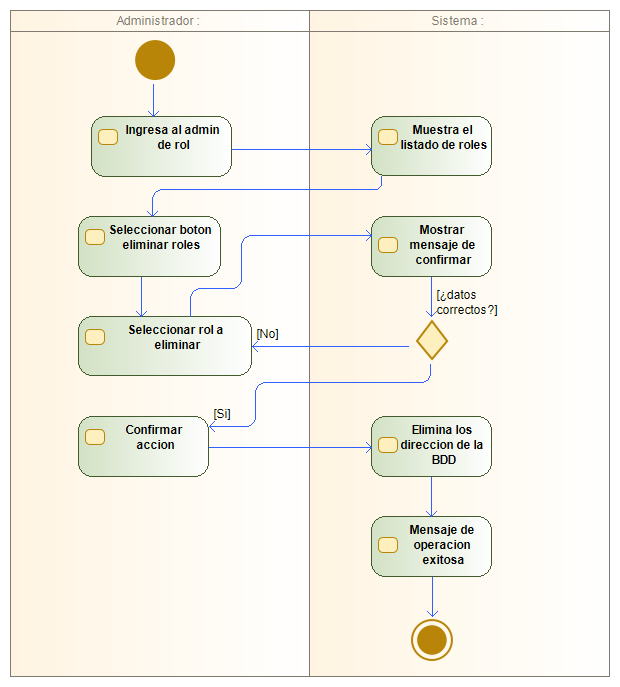 Administrador :
Sistema :
Ingresa al admin
de rol
Muestra el
listado de roles
Seleccionar boton
eliminar roles
Mostrar
mensaje de
confirmar
[¿datos
correctos?]
Seleccionar rol a
eliminar
[No]
[Si]
Confirmar
accion
Elimina los
direccion de la
BDD
Mensaje de
operacion
exitosa